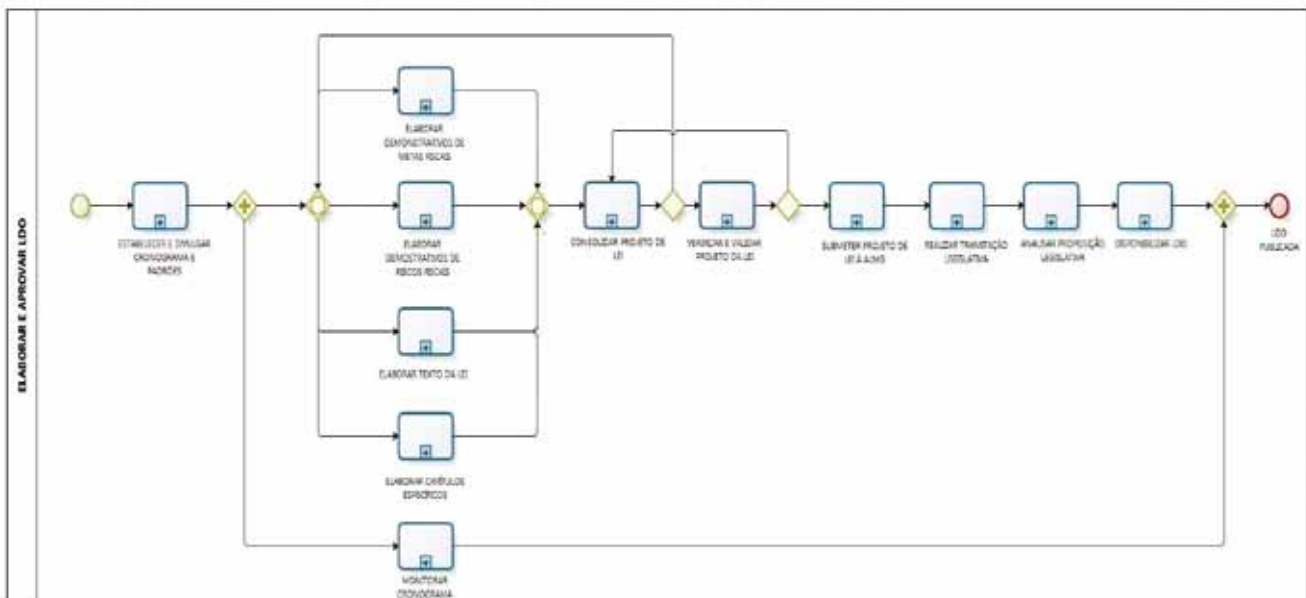 ELABORAR E APROVAR LDO
ELABORAR
DEMONSTRATIVOS DE
METAS FISCAIS
ESTABELECER E DIVULGAR
CRONOGRAMA E
PADRÕES
ELABORAR
DEMOSTRATIVOS DE
RISCOS FISCAIS
CONSOLIDAR PROJETO DE
LEI
VERIFICAR E VALIDAR
PROJETO DA LEI
SUBMETER PROJETO DE
LEI À
REALIZAR TRAMITAÇÃO
LEGISLATIVA
ANALISAR PROPOSIÇÃO
LEGISLATIVA
DISPONIBILIZAR LDO
LDO
PUBLICADA
ELABORAR TEXTO DA LEI
ELABORAR CAPÍTULOS
ESPECÍFICOS
MONITORAR
CRONOGRAMA